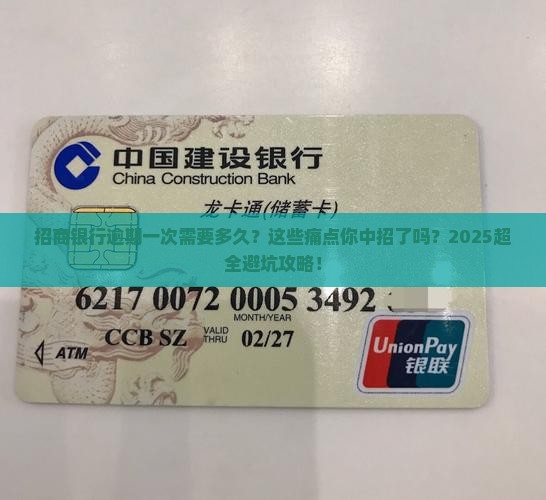 中国建设银行
China Construction Bank
龙卡通(储蓄卡)
招商银行逾期一次需要多久？这些痛点你中招了吗？2025超
全避坑攻略！
6217 0072 0005 3492
MONTH/YEAR
CCB SZ VALID THRU 02/27
ATM
UnionPay
银联